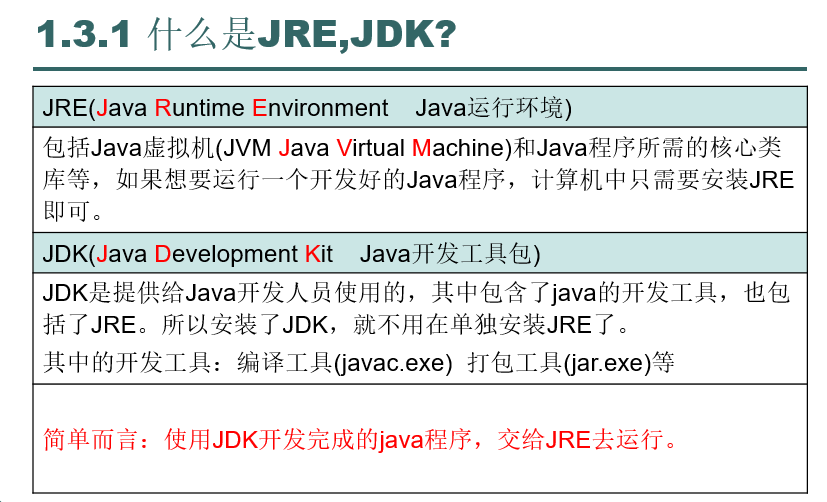 1.3.1 什么是JRE,JDK?
JRE(Java Runtime Environment    Java运行环境)
包括Java虚拟机(JVM Java Virtual Machine)和Java程序所需的核心类
库等，如果想要运行一个开发好的Java程序，计算机中只需要安装JRE
即可。
JDK(Java Development Kit    Java开发工具包)
JDK是提供给Java开发人员使用的，其中包含了java的开发工具，也包
括了JRE。所以安装了JDK，就不用在单独安装JRE了。
其中的开发工具：编译工具(javac.exe)  打包工具(jar.exe)等
简单而言：使用JDK开发完成的java程序，交给JRE去运行。